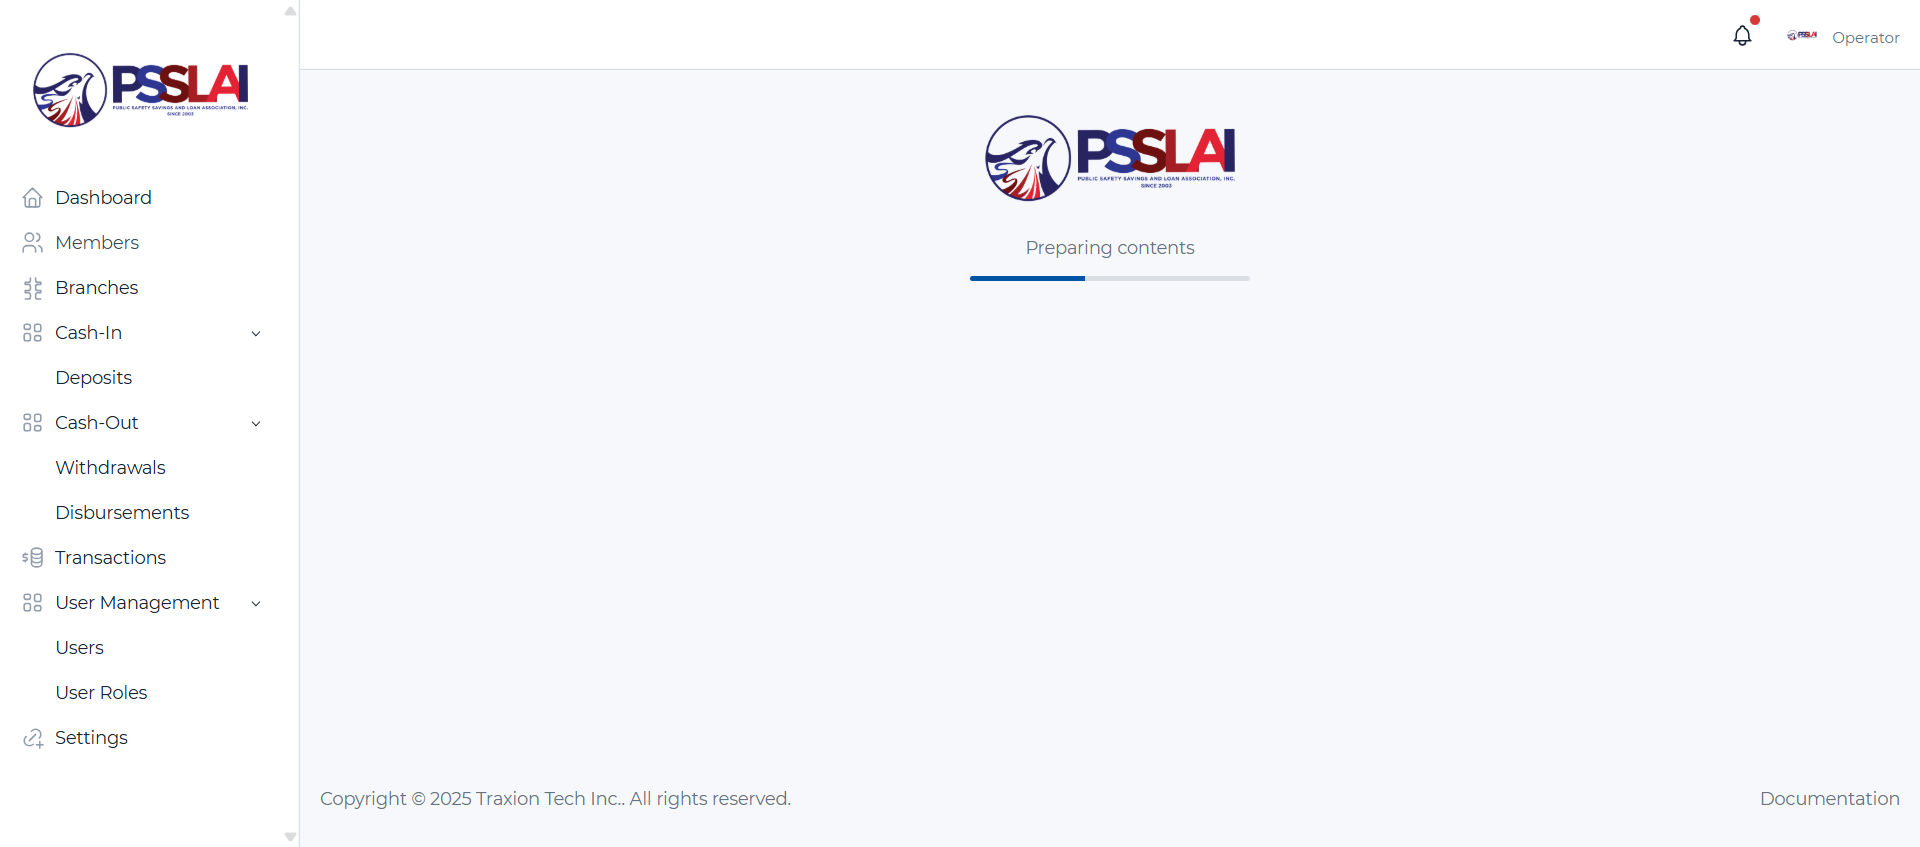 PSSLAI
PUBLIC SAFETY SAVINGS AND LOAN ASSOCIATION, INC.
SINCE 2003
Dashboard
Members
Branches
Cash-In
Deposits
Cash-Out
Withdrawals
Disbursements
Transactions
User Management
Users
User Roles
Settings
PSSLAI
Operator
PSSLAI
PUBLIC SAFETY SAVINGS AND LOAN ASSOCIATION, INC.
SINCE 2003
Preparing contents
Copyright © 2025 Traxion Tech Inc.. All rights reserved.
Documentation